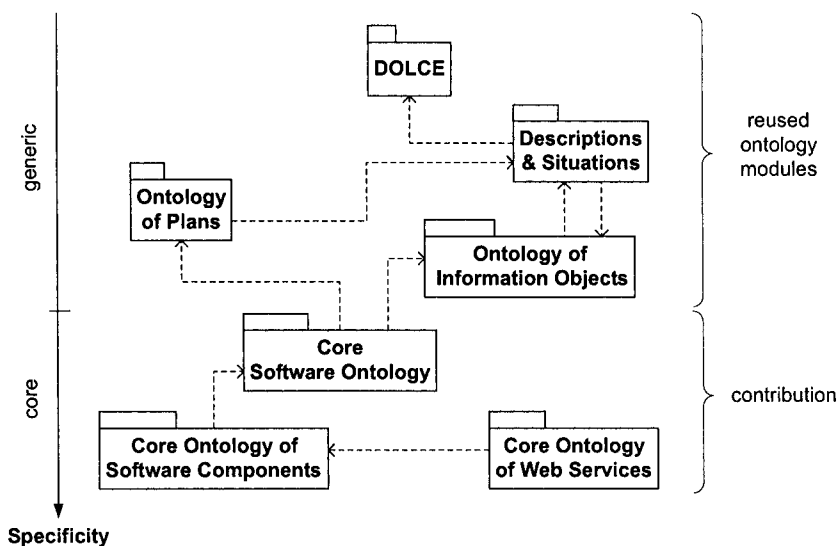 DOLCE
Descriptions
& Situations
reused
ontology
modules
generic
Ontology
of Plans
Ontology of
Information Objects
Core
Software Ontology
core
contribution
Core Ontology of
Software Components
Core Ontology
of Web Services
Specificity